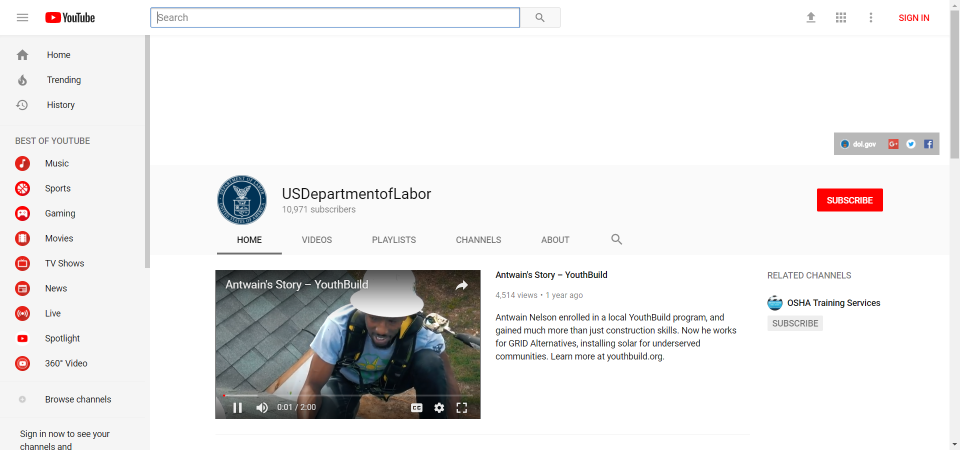 YouTube
Search
SIGN IN
Home
Trending
History
BEST OF YOUTUBE
Music
Sports
Gaming
Movies
TV Shows
News
Live
Spotlight
360° Video
Browse channels
Sign in now to see your
channels and
dol.gov
USDepartmentofLabor
10,971 subscribers
SUBSCRIBE
HOME
VIDEOS
PLAYLISTS
CHANNELS
ABOUT
Antwain's Story – YouthBuild
0:01 / 2:00
CC
Antwain's Story – YouthBuild
4,514 views • 1 year ago
Antwain Nelson enrolled in a local YouthBuild program, and
gained much more than just construction skills. Now he works
for GRID Alternatives, installing solar for underserved
communities. Learn more at youthbuild.org.
RELATED CHANNELS
OSHA Training Services
SUBSCRIBE